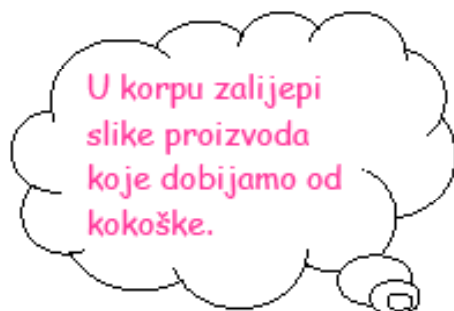 U korpu zalijepi
slike proizvoda
koje dobijamo od
kokoške.